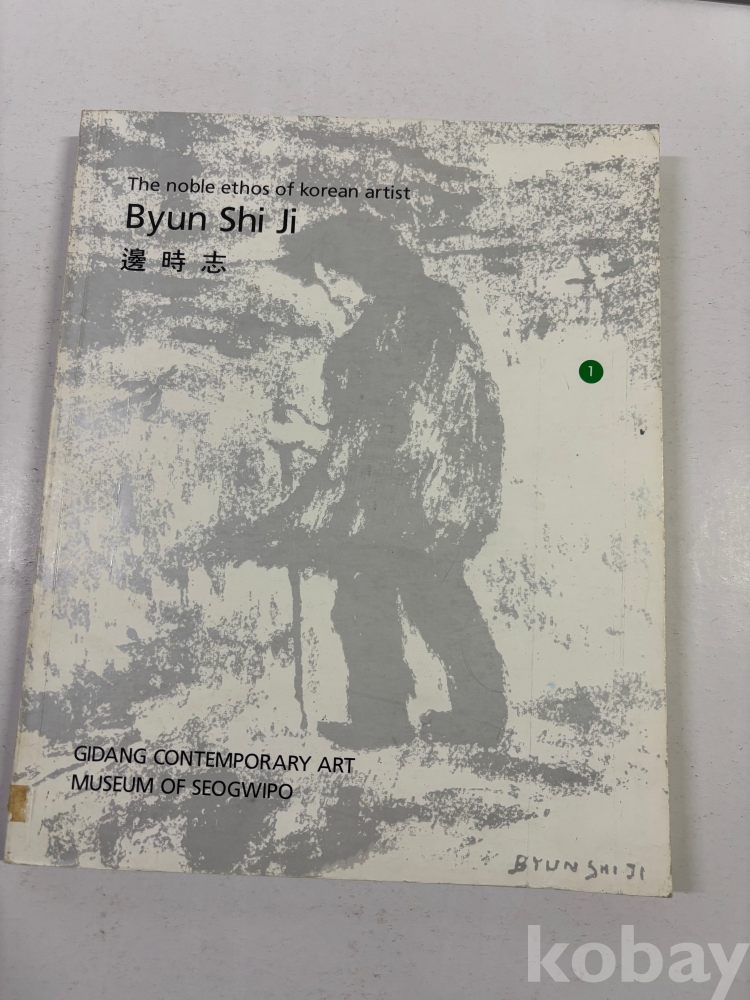 The noble ethos of korean artist
Byun Shi Ji
邊 時 志
1
GIDANG CONTEMPORARY ART
MUSEUM OF SEOGWIPO
BYUN SHI JI
kobay